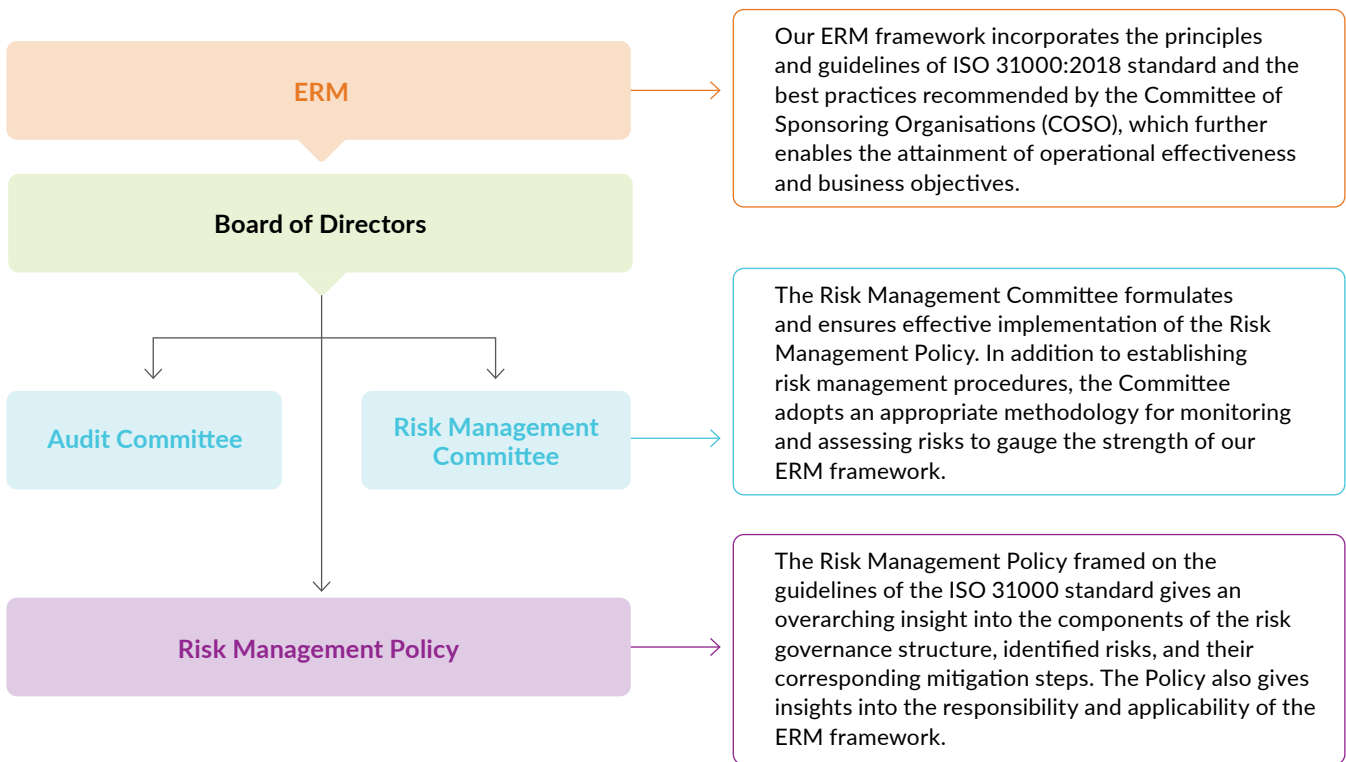 ERM
Our ERM framework incorporates the principles
and guidelines of ISO 31000:2018 standard and the
best practices recommended by the Committee of
Sponsoring Organisations (COSO), which further
enables the attainment of operational effectiveness
and business objectives.
Board of Directors
Audit Committee
Risk Management
Committee
The Risk Management Committee formulates
and ensures effective implementation of the Risk
Management Policy. In addition to establishing
risk management procedures, the Committee
adopts an appropriate methodology for monitoring
and assessing risks to gauge the strength of our
ERM framework.
Risk Management Policy
The Risk Management Policy framed on the
guidelines of the ISO 31000 standard gives an
overarching insight into the components of the risk
governance structure, identified risks, and their
corresponding mitigation steps. The Policy also gives
insights into the responsibility and applicability of the
ERM framework.